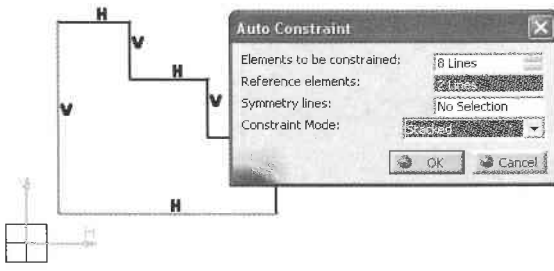 H
Auto Constraint
V
Elements to be constrained: 8 Lines
H
Reference elements: 2 Lines
V
V
Symmetry lines: No Selection
Constraint Mode: Stacked
OK Cancel
H
V
H